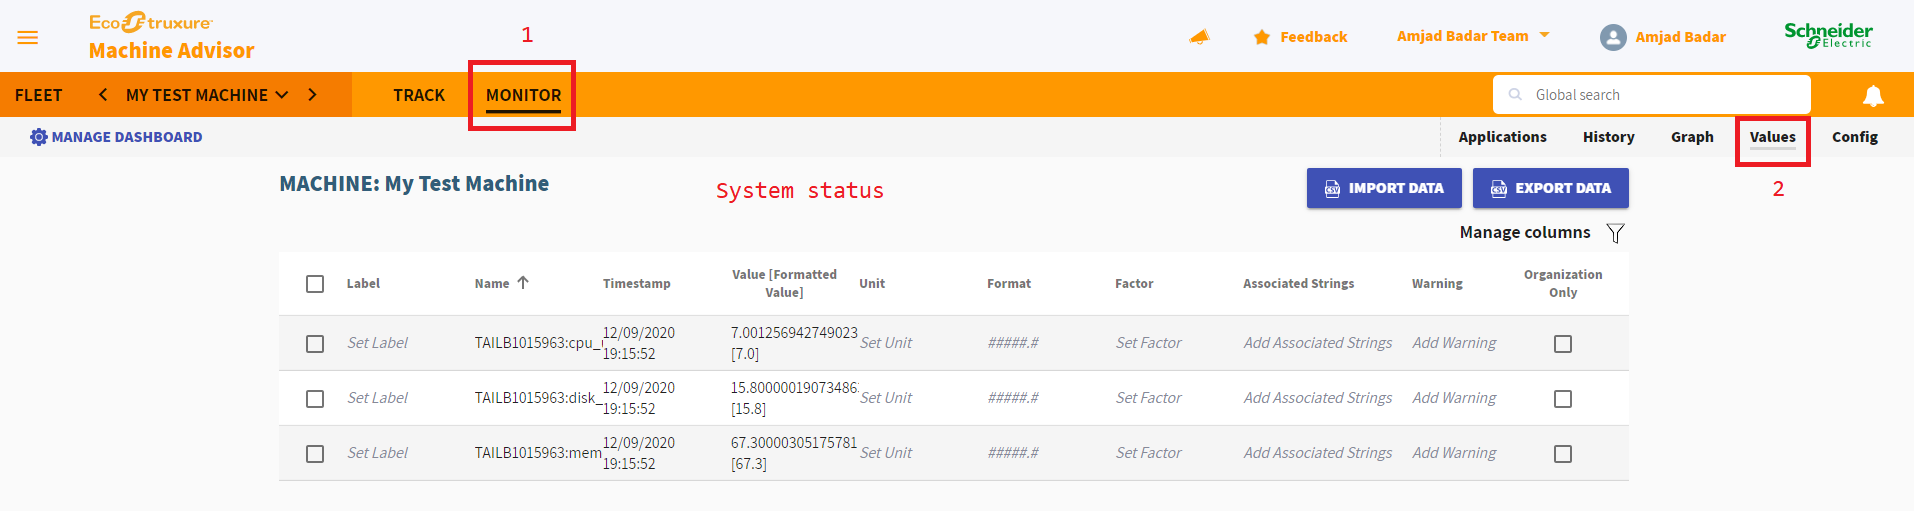 EcoStruxure
Machine Advisor
1
Feedback
Amjad Badar Team
Amjad Badar
Schneider
Electric
FLEET
MY TEST MACHINE
TRACK
MONITOR
Global search
MANAGE DASHBOARD
Applications
History
Graph
Values
Config
MACHINE: My Test Machine
System status
CSV
IMPORT DATA
CSV
EXPORT DATA
2
Manage columns
Label
Name
Timestamp
Value [Formatted
Value]
Unit
Format
Factor
Associated Strings
Warning
Organization
Only
Set Label
TAILB1015963:cpu_
12/09/2020
19:15:52
7.001256942749023
[7.0]
Set Unit
#####.#
Set Factor
Add Associated Strings
Add Warning
Set Label
TAILB1015963:disk_
12/09/2020
19:15:52
15.8000001907348​6
[15.8]
Set Unit
#####.#
Set Factor
Add Associated Strings
Add Warning
Set Label
TAILB1015963:mem
12/09/2020
19:15:52
67.30000305175781
[67.3]
Set Unit
#####.#
Set Factor
Add Associated Strings
Add Warning